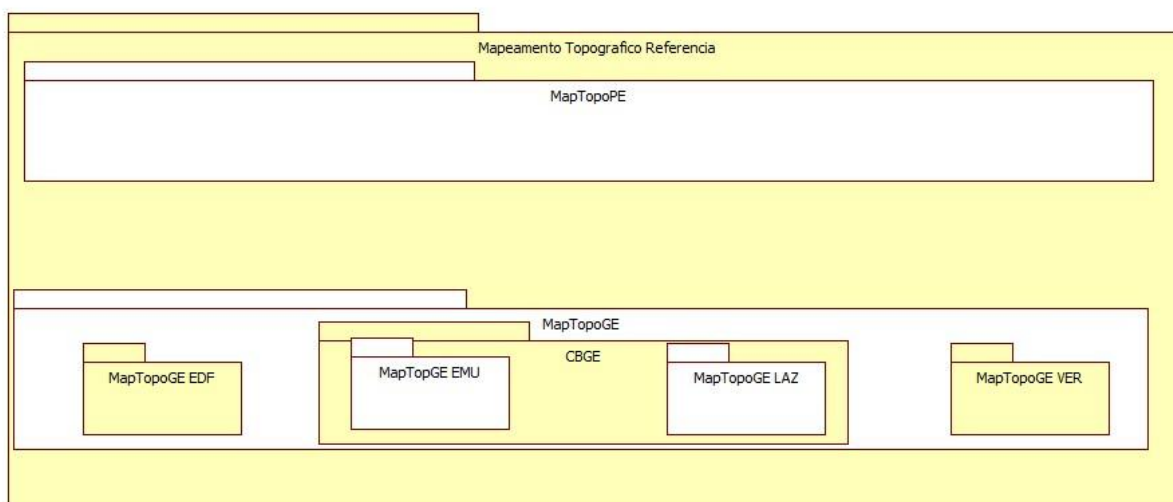 Mapeamento Topografico Referencia
MapTopoPE
MapTopoGE
CBGE
MapTopoGE EDF
MapTopGE EMU
MapTopoGE LAZ
MapTopoGE VER